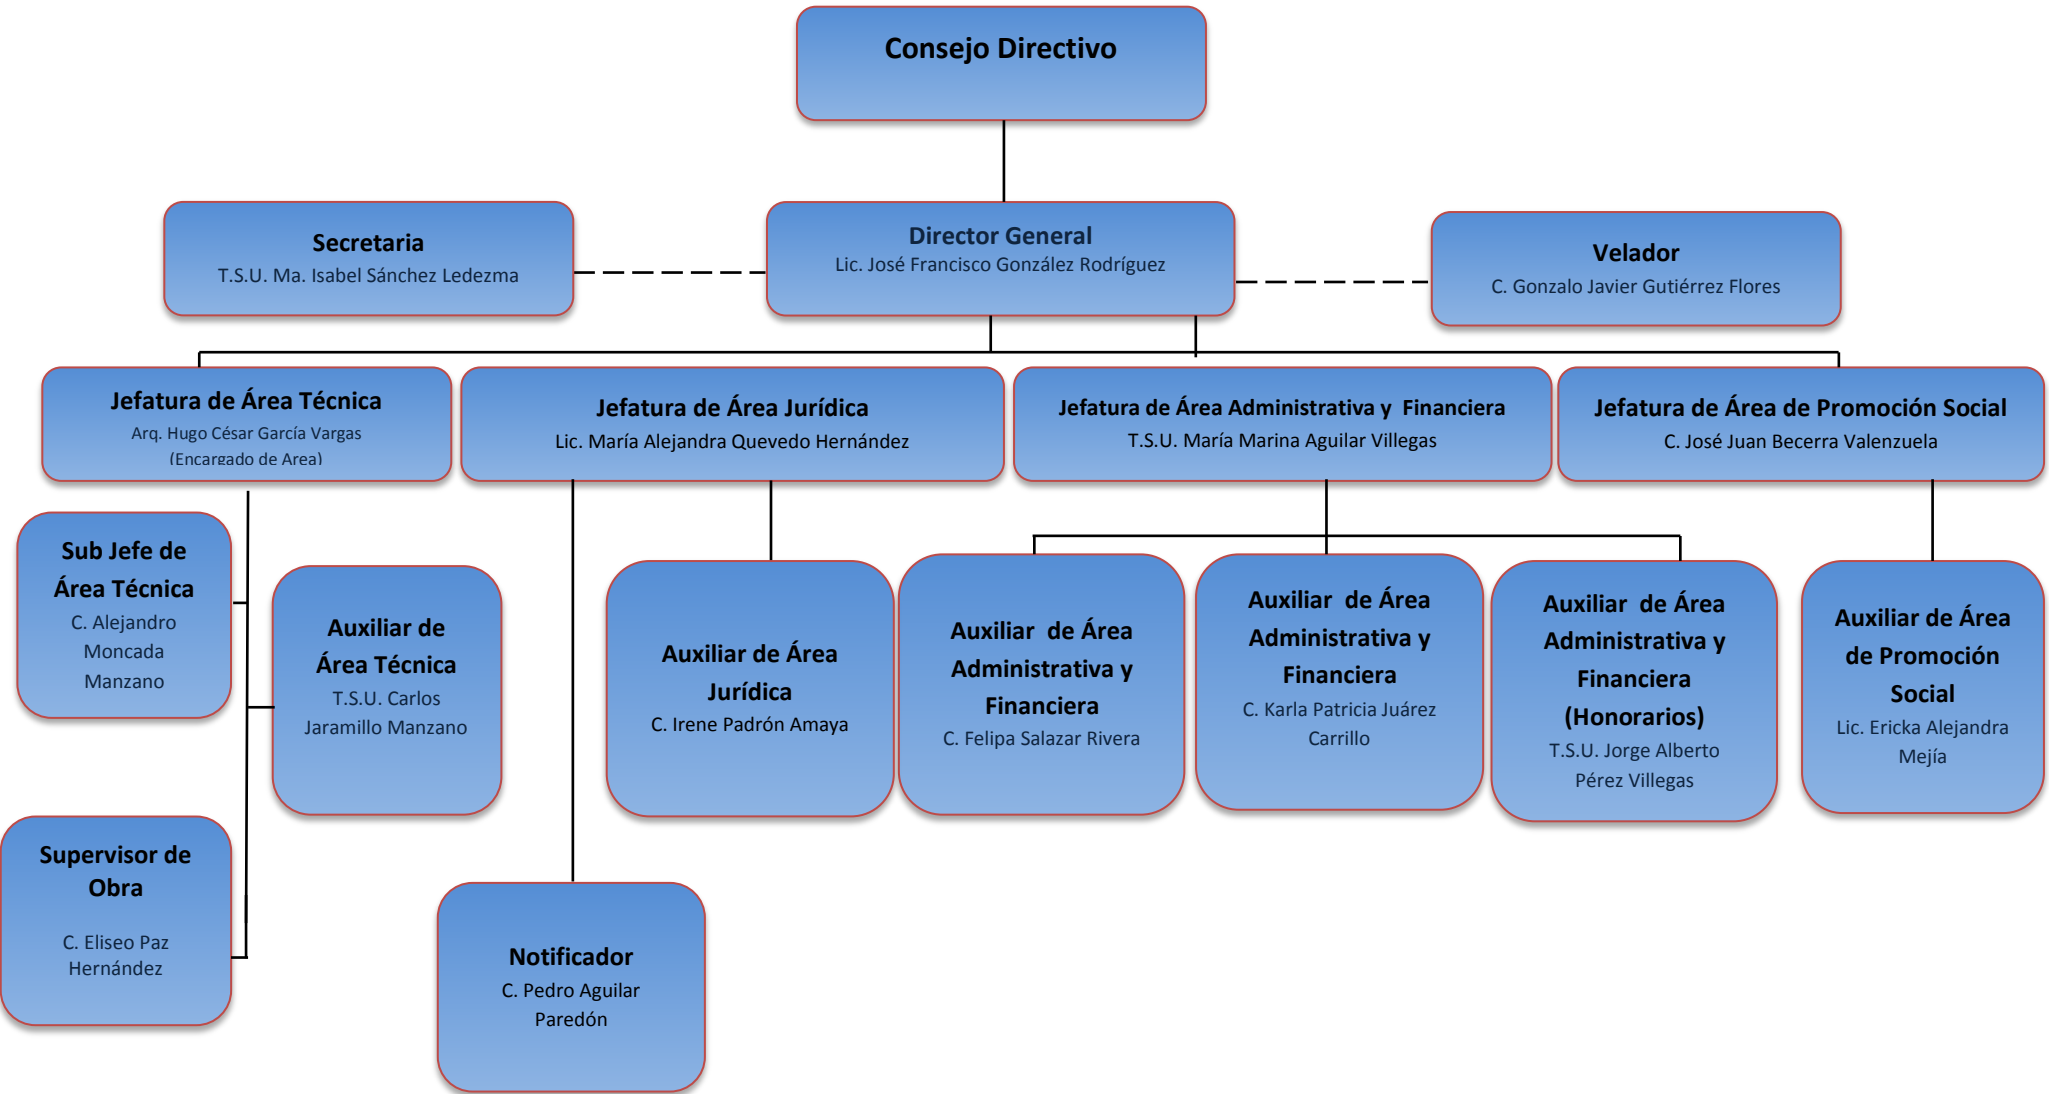 Consejo Directivo
Secretaria
T.S.U. Ma. Isabel Sánchez Ledezma
Director General
Lic. José Francisco González Rodríguez
Velador
C. Gonzalo Javier Gutiérrez Flores
Jefatura de Área Técnica
Arq. Hugo César García Vargas
(Encargado de Area)
Jefatura de Área Jurídica
Lic. María Alejandra Quevedo Hernández
Jefatura de Área Administrativa y Financiera
T.S.U. María Marina Aguilar Villegas
Jefatura de Área de Promoción Social
C. José Juan Becerra Valenzuela
Sub Jefe de
Área Técnica
C. Alejandro
Moncada
Manzano
Auxiliar de
Área Técnica
T.S.U. Carlos
Jaramillo Manzano
Auxiliar de Área
Jurídica
C. Irene Padrón Amaya
Auxiliar de Área
Administrativa y
Financiera
C. Felipa Salazar Rivera
Auxiliar de Área
Administrativa y
Financiera
C. Karla Patricia Juárez
Carrillo
Auxiliar de Área
Administrativa y
Financiera
(Honorarios)
T.S.U. Jorge Alberto
Pérez Villegas
Auxiliar de Área
de Promoción
Social
Lic. Ericka Alejandra
Mejía
Supervisor de
Obra
C. Eliseo Paz
Hernández
Notificador
C. Pedro Aguilar
Paredón